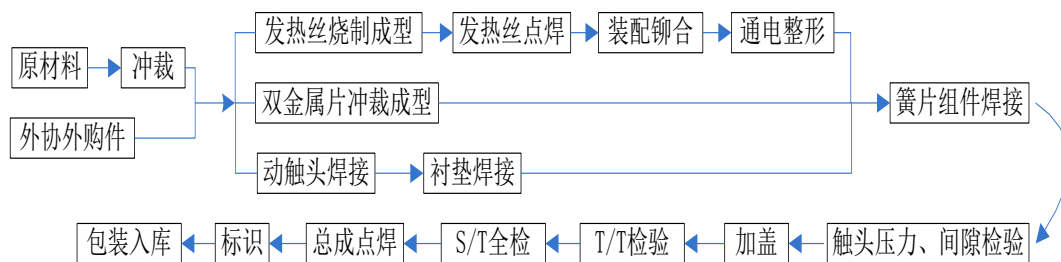 发热丝烧制成型
发热丝点焊
装配铆合
通电整形
原材料
冲裁
双金属片冲裁成型
簧片组件焊接
外协外购件
动触头焊接
衬垫焊接
包装入库
标识
总成点焊
S/T全检
T/T检验
加盖
触头压力、间隙检验